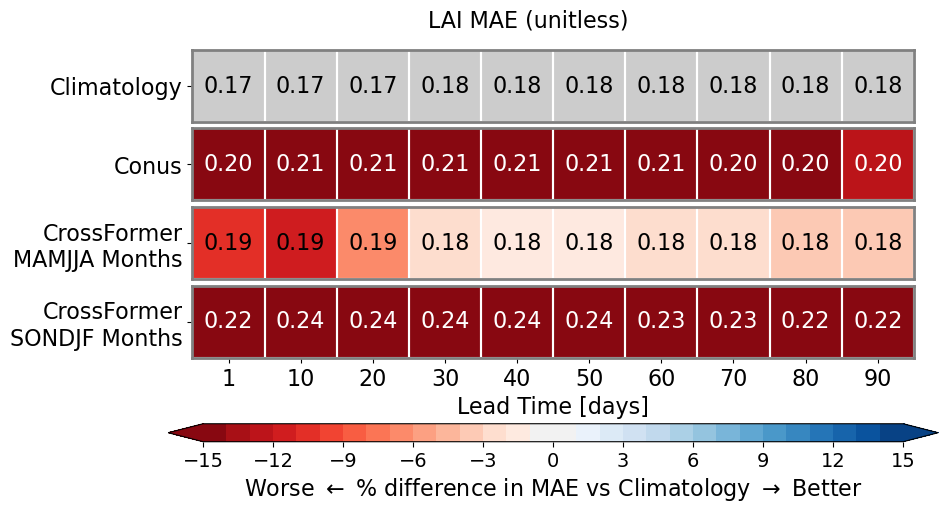 LAI MAE (unitless)
Climatology 0.17 0.17 0.17 0.18 0.18 0.18 0.18 0.18 0.18 0.18
Conus 0.20 0.21 0.21 0.21 0.21 0.21 0.21 0.20 0.20 0.20
CrossFormer
MAMJJA Months 0.19 0.19 0.19 0.18 0.18 0.18 0.18 0.18 0.18 0.18
CrossFormer
SONDJF Months 0.22 0.24 0.24 0.24 0.24 0.24 0.23 0.23 0.22 0.22
1 10 20 30 40 50 60 70 80 90
Lead Time [days]
−15 −12 −9 −6 −3 0 3 6 9 12 15
Worse ← % difference in MAE vs Climatology → Better